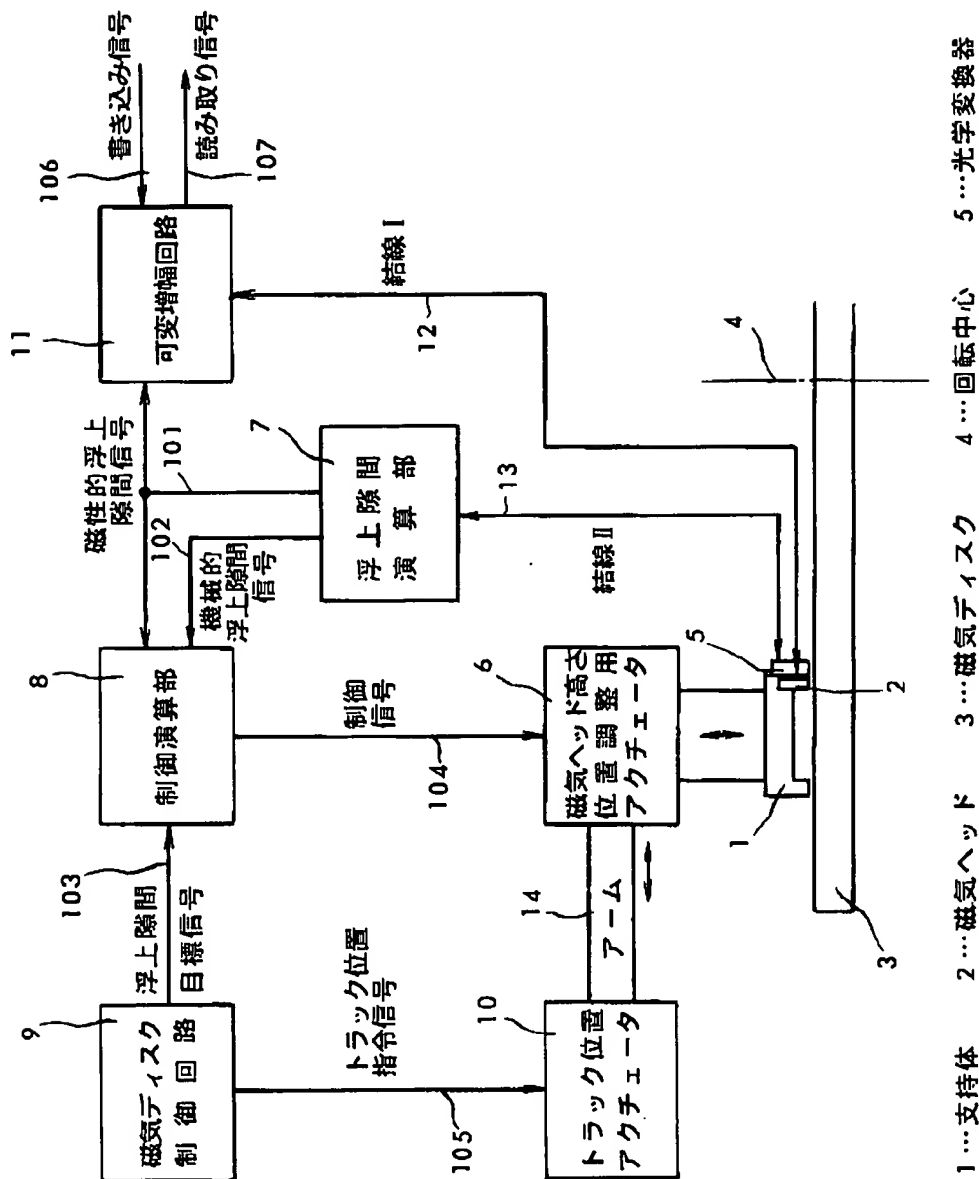 9
磁気ディスク
制御回路
浮上隙間
目標信号
103
8
制御演算部
磁性的浮上
隙間信号
101
102
機械的
浮上隙間
信号
11
可変増幅回路
106
書き込み信号
読み取り信号
107
7
浮上隙間
演算部
トラック位置
指令信号
105
制御
信号
104
結線Ⅰ
12
13
結線Ⅱ
10
トラック位置
アクチェータ
14
アーム
6
磁気ヘッド高さ
位置調整用
アクチェータ
1
5
2
3
4
1…支持体 2…磁気ヘッド 3…磁気ディスク 4…回転中心 5…光学変換器